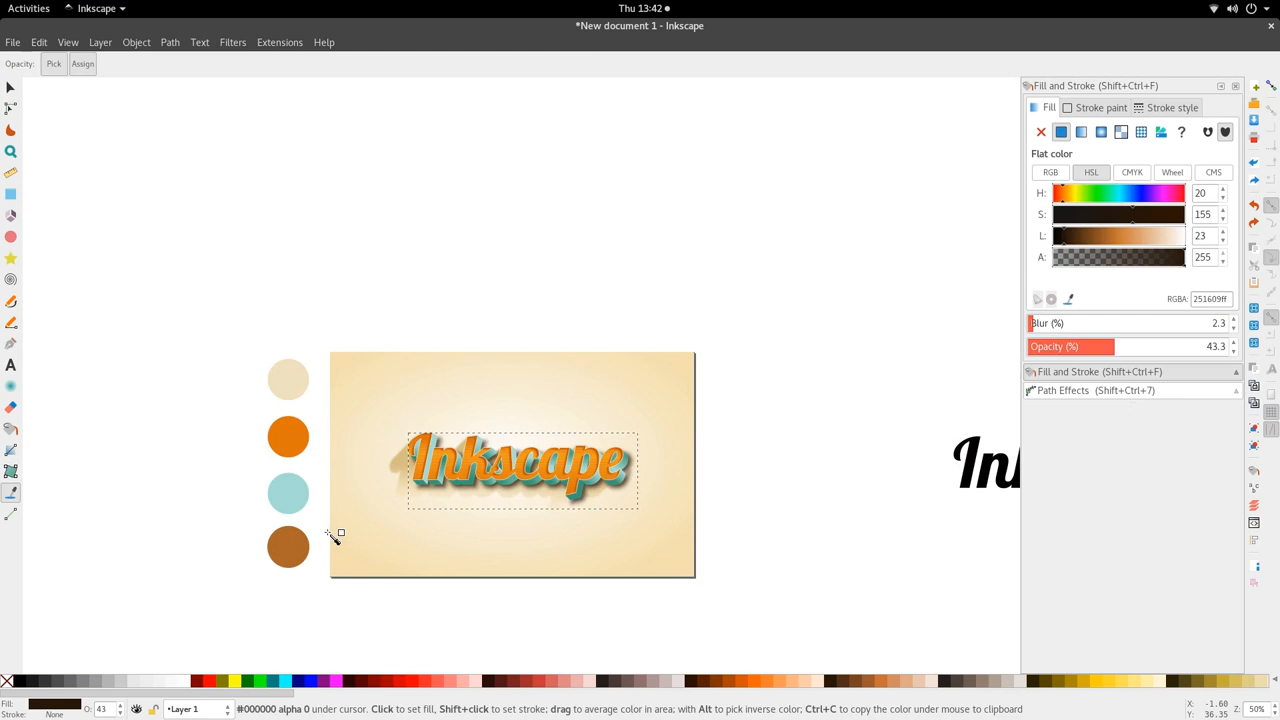 Activities Inkscape Thu 13:42
*New document 1 - Inkscape
File Edit View Layer Object Path Text Filters Extensions Help
Opacity: Pick Assign
Fill and Stroke (Shift+Ctrl+F)
Fill Stroke paint Stroke style
Flat color
RGB HSL CMYK Wheel CMS
H: 20
S: 155
L: 23
A: 255
RGBA: 251609ff
Blur (%) 2.3
Opacity (%) 43.3
Fill and Stroke (Shift+Ctrl+F)
Path Effects (Shift+Ctrl+7)
Inkscape
Ink
Fill: O: 43 •Layer 1 #000000 alpha 0 under cursor. Click to set fill, Shift+click to set stroke; drag to average color in area; with Alt to pick inverse color; Ctrl+C to copy the color under mouse to clipboard X: -1.60 Z: 50%
Stroke: None Y: 36.35